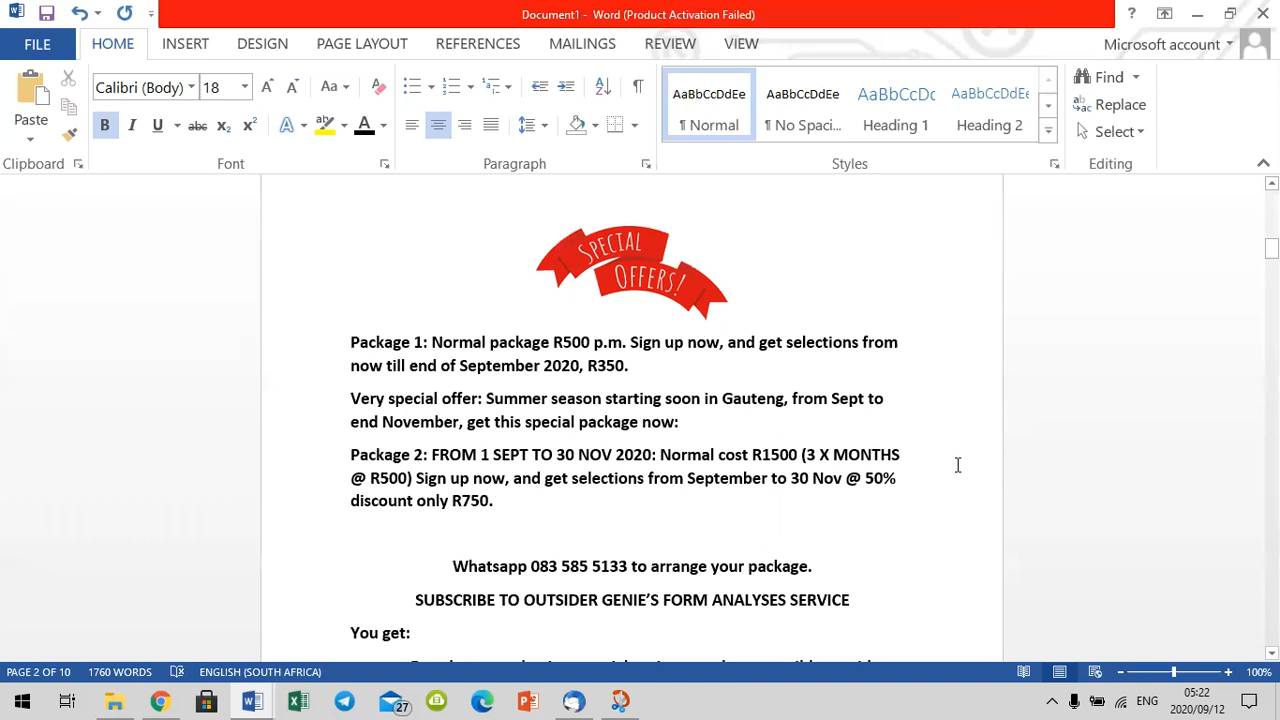 Document1 - Word (Product Activation Failed)
FILE HOME INSERT DESIGN PAGE LAYOUT REFERENCES MAILINGS REVIEW VIEW Microsoft account
Calibri (Body) 18 Aa
AaBbCcDdEe AaBbCcDdEe AaBbCcDc AaBbCcDdEe Find
Paste Replace
B I U abc x₂ x² A A ¶ Normal ¶ No Spaci... Heading 1 Heading 2 Select
Clipboard Font Paragraph Styles Editing
SPECIAL
OFFERS!
Package 1: Normal package R500 p.m. Sign up now, and get selections from
now till end of September 2020, R350.
Very special offer: Summer season starting soon in Gauteng, from Sept to
end November, get this special package now:
Package 2: FROM 1 SEPT TO 30 NOV 2020: Normal cost R1500 (3 X MONTHS
@ R500) Sign up now, and get selections from September to 30 Nov @ 50%
discount only R750.
Whatsapp 083 585 5133 to arrange your package.
SUBSCRIBE TO OUTSIDER GENIE'S FORM ANALYSES SERVICE
You get:
PAGE 2 OF 10 1760 WORDS ENGLISH (SOUTH AFRICA) 100%
27 ENG 05:22
2020/09/12